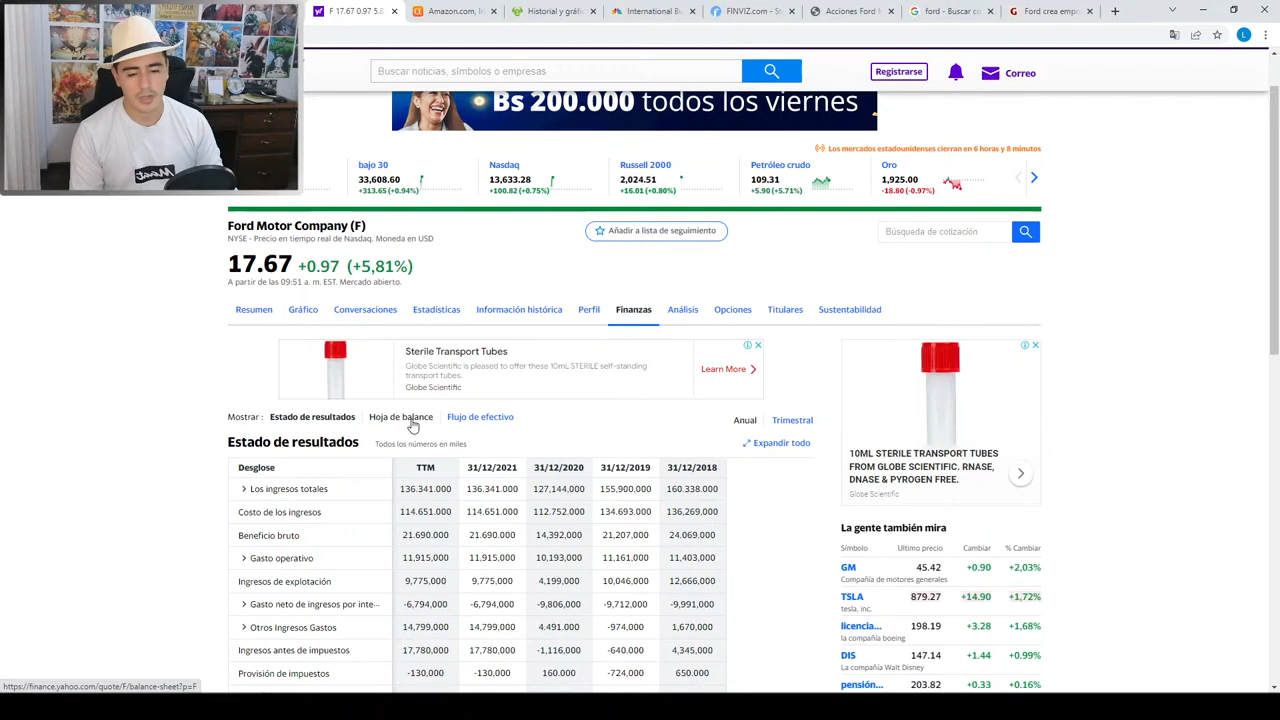 F 17.67 0.97 5.8
Amazon.com, In
Historial y gráfic
International Bu
FINVIZ.com - St
Acciones Ford M
ford - Buscar co
Ford crea empre
L
Buscar noticias, símbolos o empresas
Registrarse
Correo
Bs 200.000 todos los viernes
Los mercados estadounidenses cierran en 6 horas y 8 minutos
bajo 30
33,608.60
+313.65 (+0.94%)
Nasdaq
13,633.28
+100.82 (+0.75%)
Russell 2000
2,024.51
+16.01 (+0.80%)
Petróleo crudo
109.31
+5.90 (+5.71%)
Oro
1,925.00
-18.80 (-0.97%)
Ford Motor Company (F)
NYSE - Precio en tiempo real de Nasdaq. Moneda en USD
Añadir a lista de seguimiento
Búsqueda de cotización
17.67 +0.97 (+5,81%)
A partir de las 09:51 a. m. EST. Mercado abierto.
Resumen Gráfico Conversaciones Estadísticas Información histórica Perfil Finanzas Análisis Opciones Titulares Sustentabilidad
Sterile Transport Tubes
Globe Scientific is pleased to offer these 10mL STERILE self-standing
transport tubes.
Globe Scientific
Learn More
Mostrar : Estado de resultados Hoja de balance Flujo de efectivo
Anual Trimestral
Estado de resultados Todos los números en miles
Expandir todo
Desglose TTM 31/12/2021 31/12/2020 31/12/2019 31/12/2018
Los ingresos totales 136.341.000 136.341.000 127,144,000 155,900,000 160.338.000
Costo de los ingresos 114.651.000 114.651.000 112.752.000 134.693.000 136,269,000
Beneficio bruto 21.690.000 21.690.000 14,392,000 21,207,000 24.069.000
Gasto operativo 11,915,000 11,915,000 10,193,000 11,161,000 11,403,000
Ingresos de explotación 9,775,000 9,775,000 4,199,000 10,046,000 12,666,000
Gasto neto de ingresos por inte... -6,794,000 -6,794,000 -9,806,000 -9,712,000 -9,991,000
Otros Ingresos Gastos 14,799,000 14,799,000 4.491.000 -974,000 1,670,000
Ingresos antes de impuestos 17,780,000 17,780,000 -1,116,000 -640.000 4,345,000
Provisión de impuestos -130,000 -130,000 160.000 -724,000 650.000
10ML STERILE TRANSPORT TUBES
FROM GLOBE SCIENTIFIC. RNASE,
DNASE & PYROGEN FREE.
Globe Scientific
La gente también mira
Símbolo Ultimo precio Cambiar % Cambiar
GM 45.42 +0.90 +2,03%
Compañía de motores generales
TSLA 879.27 +14.90 +1,72%
tesla, inc.
licencia... 198.19 +3.28 +1,68%
la compañía boeing
DIS 147.14 +1.44 +0.99%
La compañía Walt Disney
pensión... 203.82 +0.33 +0.16%
https://finance.yahoo.com/quote/F/balance-sheet?p=F